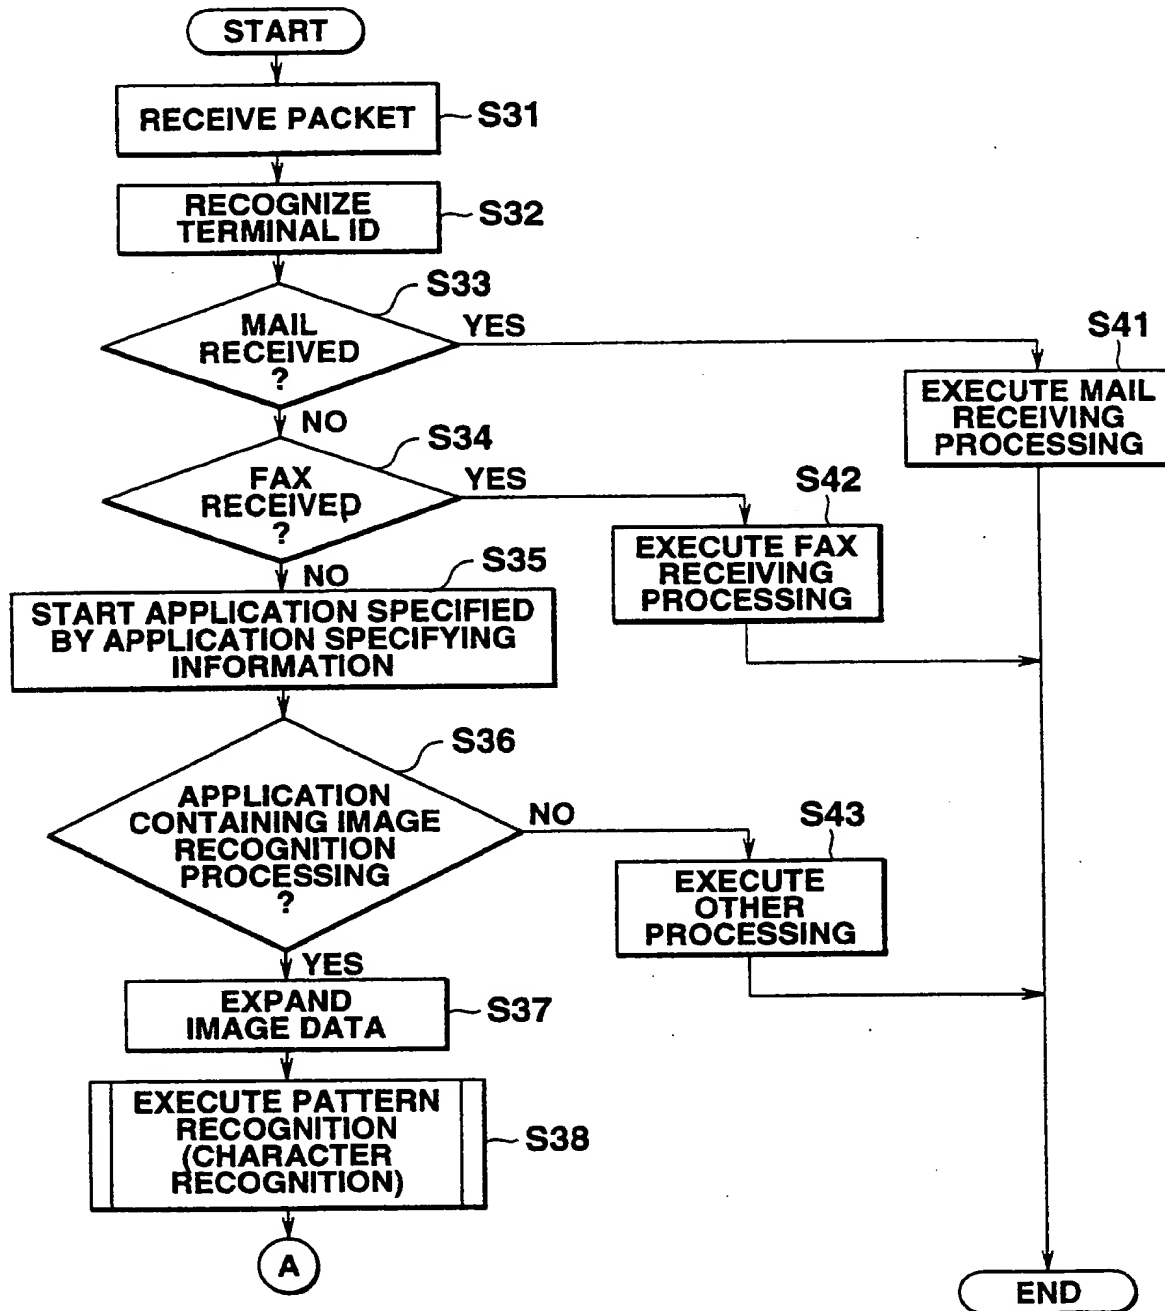 START
RECEIVE PACKET
S31
RECOGNIZE
TERMINAL ID
S32
S33
MAIL
RECEIVED
?
YES
NO
S41
EXECUTE MAIL
RECEIVING
PROCESSING
S34
FAX
RECEIVED
?
YES
NO
S42
EXECUTE FAX
RECEIVING
PROCESSING
S35
START APPLICATION SPECIFIED
BY APPLICATION SPECIFYING
INFORMATION
S36
APPLICATION
CONTAINING IMAGE
RECOGNITION
PROCESSING
?
NO
YES
S43
EXECUTE
OTHER
PROCESSING
EXPAND
IMAGE DATA
S37
EXECUTE PATTERN
RECOGNITION
(CHARACTER
RECOGNITION)
S38
A
END